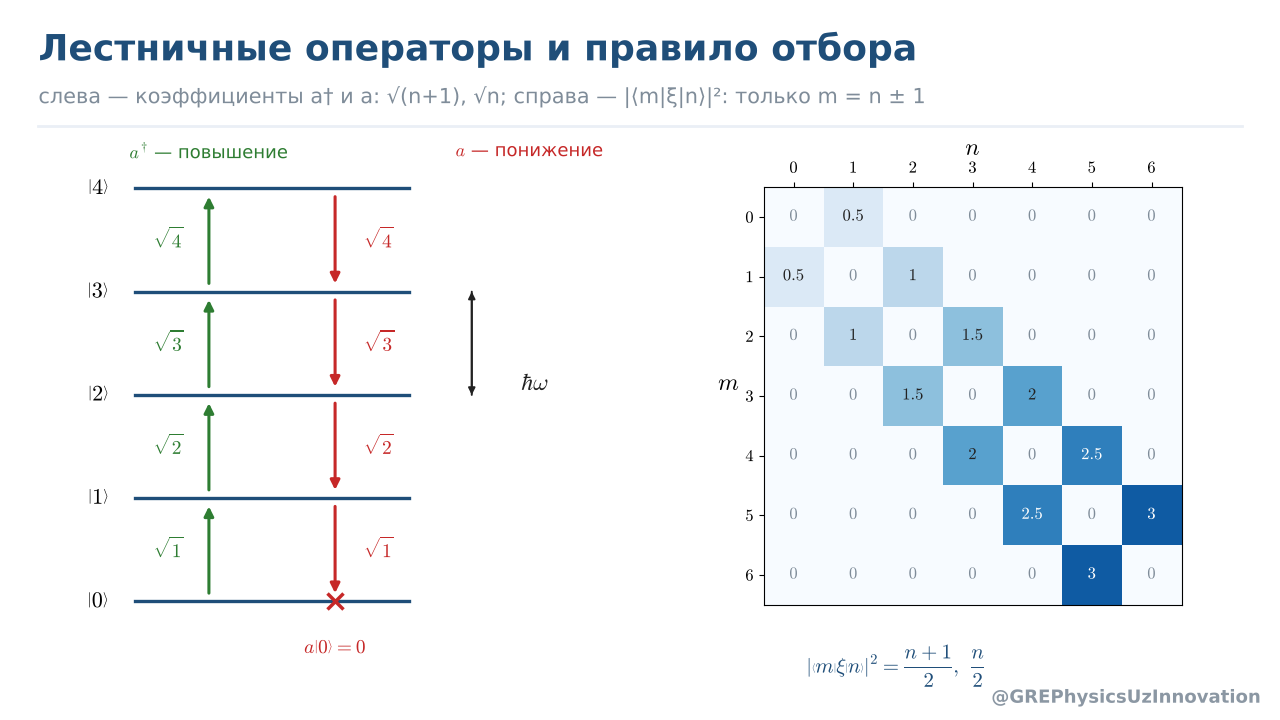 Лестничные операторы и правило отбора
слева — коэффициенты a† и a: √(n+1), √n; справа — |⟨m|ξ|n⟩|²: только m = n ± 1
a† — повышение
a — понижение
|4⟩
√4
√4
|3⟩
√3
√3
|2⟩
ħω
√2
√2
|1⟩
√1
√1
|0⟩
a|0⟩ = 0
n
0 1 2 3 4 5 6
m
0 0 0.5 0 0 0 0 0
1 0.5 0 1 0 0 0 0
2 0 1 0 1.5 0 0 0
3 0 0 1.5 0 2 0 0
4 0 0 0 2 0 2.5 0
5 0 0 0 0 2.5 0 3
6 0 0 0 0 0 3 0
|⟨m|ξ|n⟩|² = (n + 1)/2, n/2
@GREPhysicsUzInnovation